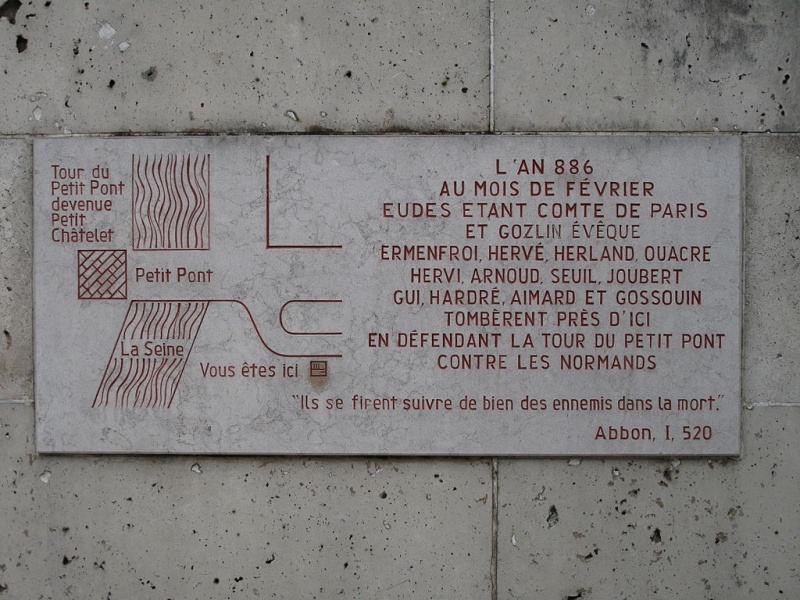 Tour du
Petit Pont
devenue
Petit
Châtelet
Petit Pont
La Seine
Vous êtes ici
L'AN 886
AU MOIS DE FÉVRIER
EUDES ETANT COMTE DE PARIS
ET GOZLIN ÉVÊQUE
ERMENFROI, HERVÉ, HERLAND, OUACRE
HERVI, ARNOUD, SEUIL, JOUBERT
GUI, HARDRÉ, AIMARD ET GOSSOUIN
TOMBÈRENT PRÈS D'ICI
EN DÉFENDANT LA TOUR DU PETIT PONT
CONTRE LES NORMANDS
"Ils se firent suivre de bien des ennemis dans la mort."
Abbon, I, 520